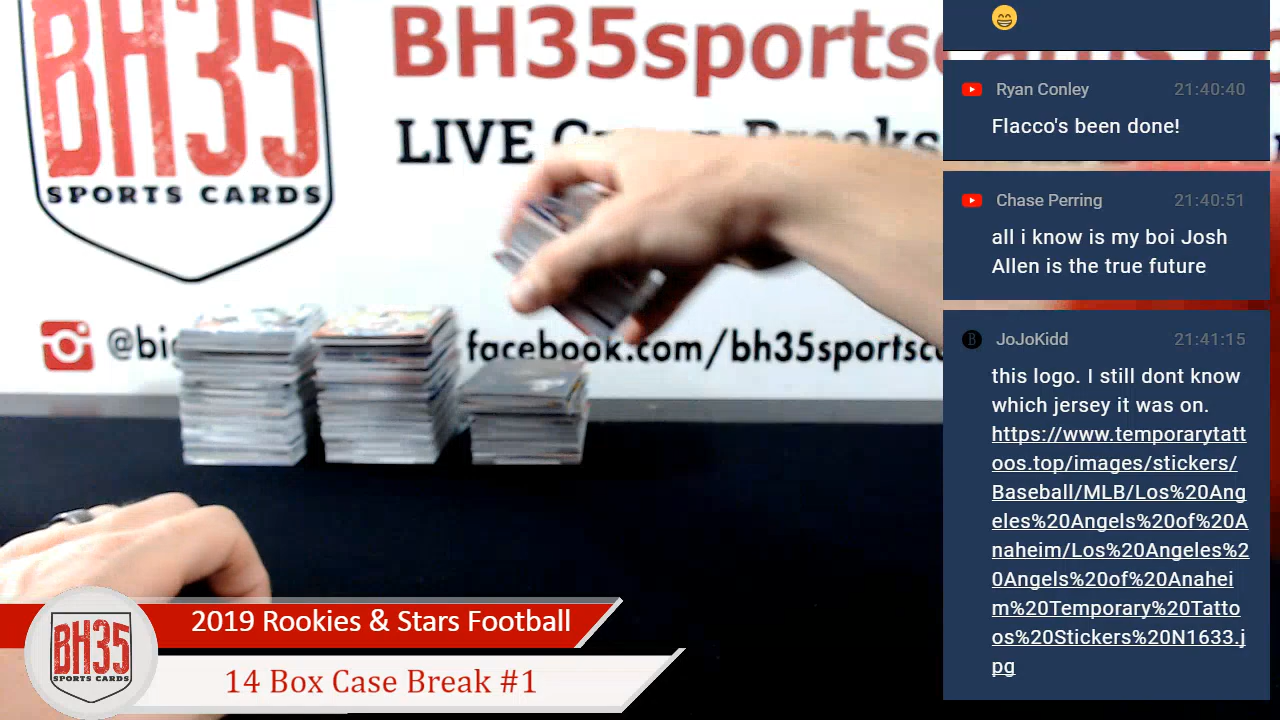 BH35
SPORTS CARDS
BH35sports
LIVE
Breaks
facebook.com/bh35sports
2019 Rookies & Stars Football
14 Box Case Break #1
BH35
SPORTS CARDS
Ryan Conley 21:40:40
Flacco's been done!
Chase Perring 21:40:51
all i know is my boi Josh
Allen is the true future
B JoJoKidd 21:41:15
this logo. I still dont know
which jersey it was on.
https://www.temporarytatt
oos.top/images/stickers/
Baseball/MLB/Los%20Ang
eles%20Angels%20of%20A
naheim/Los%20Angeles%2
0Angels%20of%20Anahei
m%20Temporary%20Tatto
os%20Stickers%20N1633.j
pg